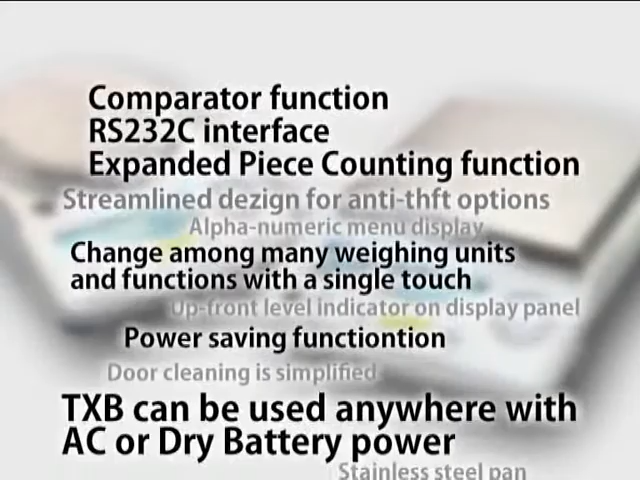 Comparator function
RS232C interface
Expanded Piece Counting function
Streamlined dezign for anti-thft options
Alpha-numeric menu display
Change among many weighing units
and functions with a single touch
Up-front level indicator on display panel
Power saving functiontion
Door cleaning is simplified
TXB can be used anywhere with
AC or Dry Battery power
Stainless steel pan